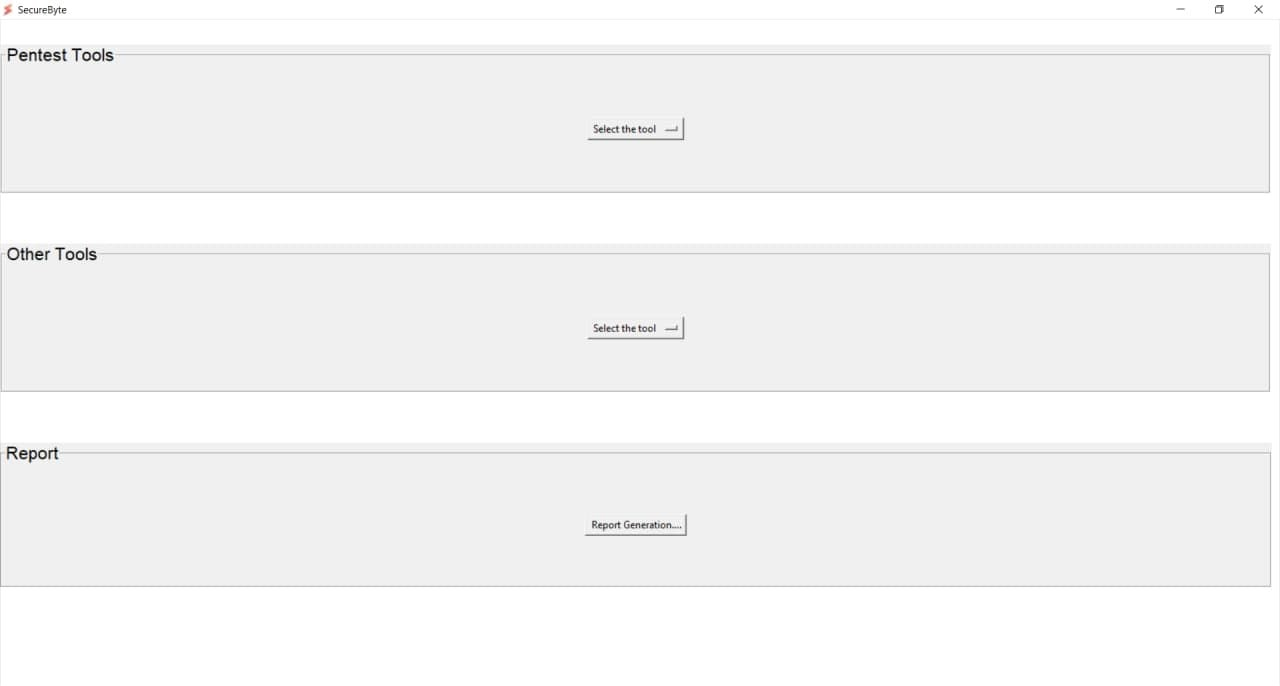 SecureByte
Pentest Tools
Select the tool
Other Tools
Select the tool
Report
Report Generation....